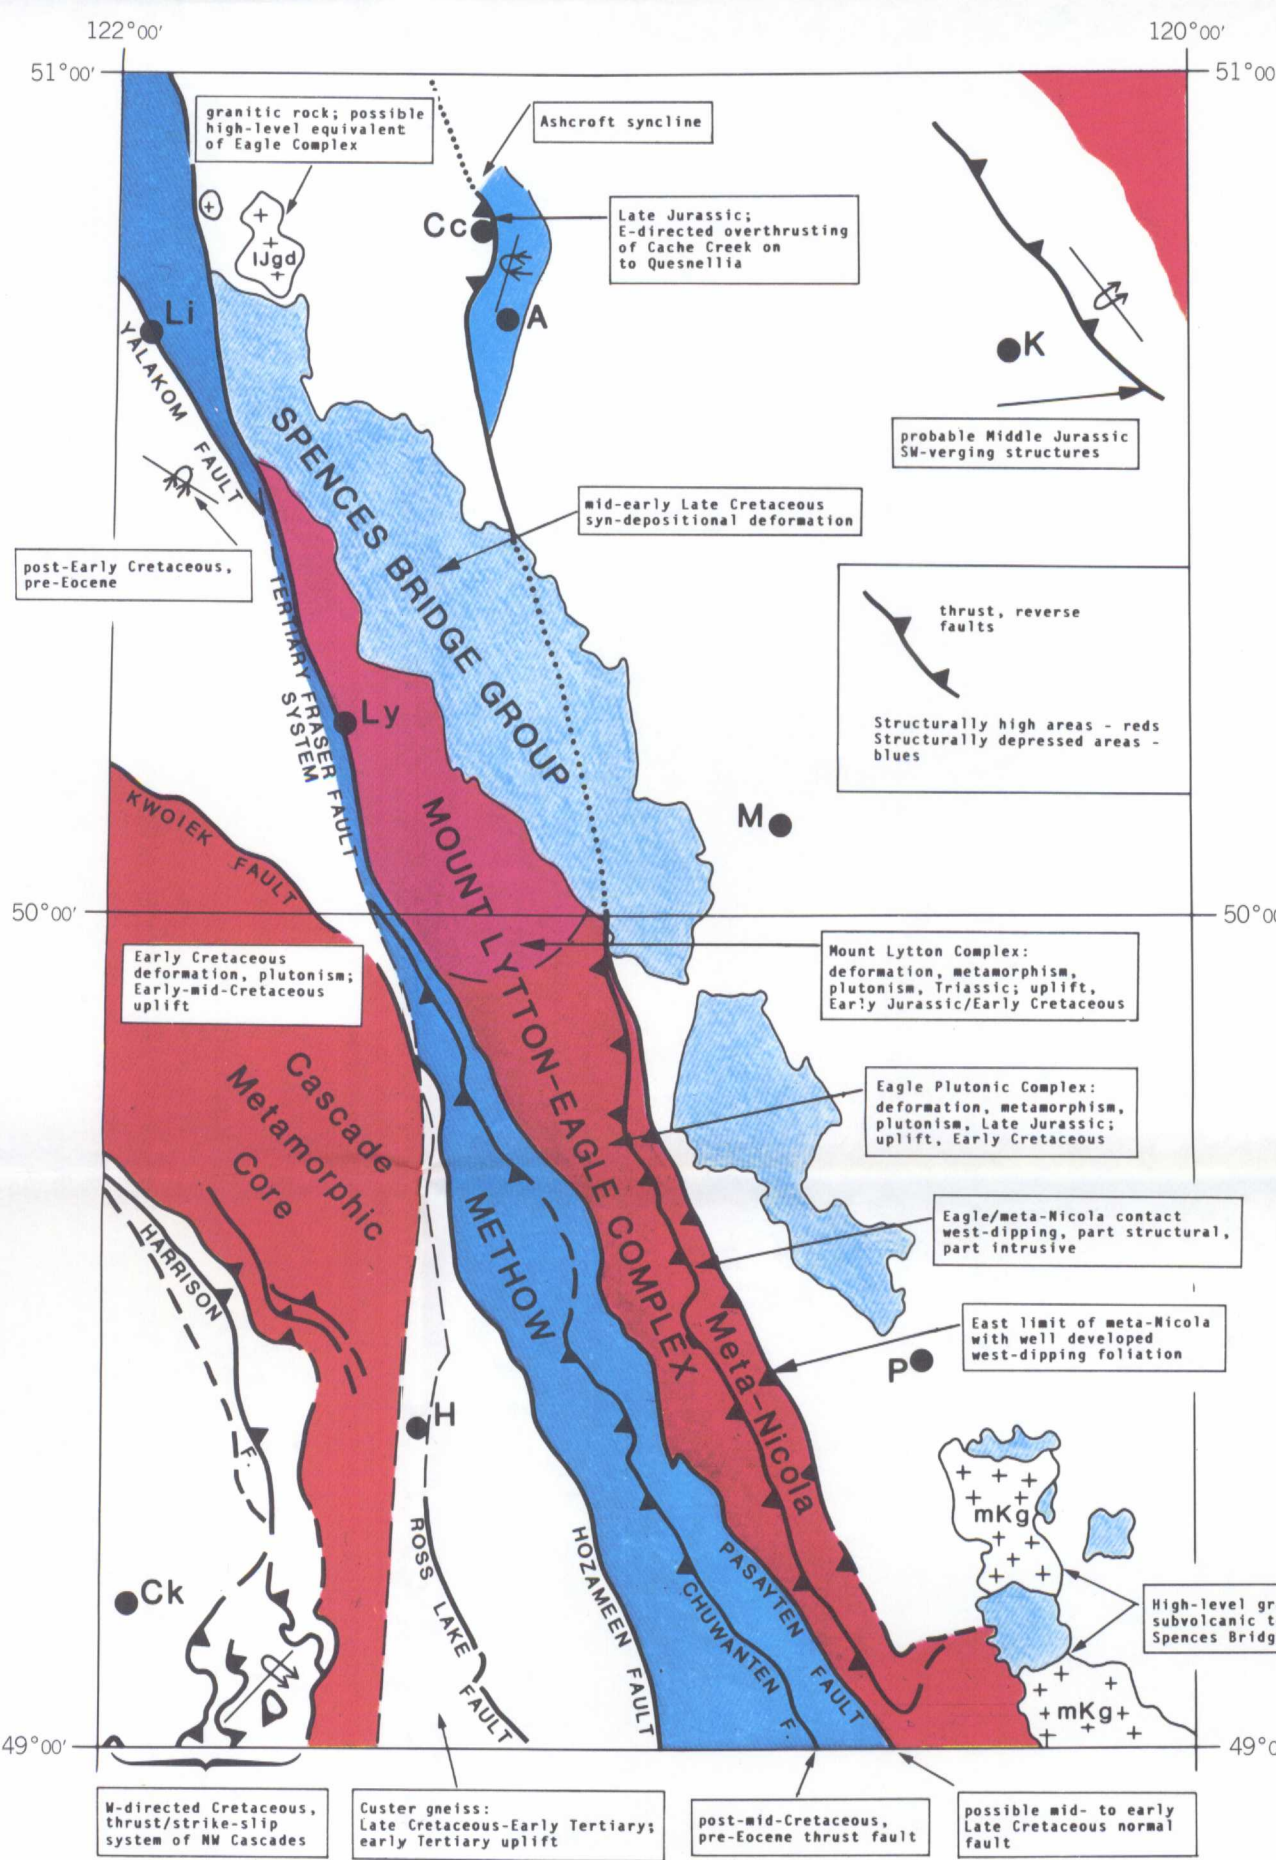 122°00'
120°00'
51°00'
51°00
granitic rock; possible
high-level equivalent
of Eagle Complex
Ashcroft syncline
Late Jurassic;
E-directed overthrusting
of Cache Creek on
to Quesnellia
Cc
lJgd
Li
A
K
YALAKOM FAULT
probable Middle Jurassic
SW-verging structures
mid-early Late Cretaceous
syn-depositional deformation
post-Early Cretaceous,
pre-Eocene
SPENCES BRIDGE GROUP
thrust, reverse
faults
Structurally high areas - reds
Structurally depressed areas -
blues
TERTIARY FRASER FAULT
SYSTEM
Ly
M
KWOIEK FAULT
50°00'
50°00
MOUNT LYTTON-EAGLE COMPLEX
Early Cretaceous
deformation, plutonism;
Early-mid-Cretaceous
uplift
Mount Lytton Complex:
deformation, metamorphism,
plutonism, Triassic; uplift,
Early Jurassic/Early Cretaceous
Cascade
Metamorphic
Core
Eagle Plutonic Complex:
deformation, metamorphism,
plutonism, Late Jurassic;
uplift, Early Cretaceous
Eagle/meta-Nicola contact
west-dipping, part structural,
part intrusive
HARRISON
F.
METHOW
Meta-Nicola
East limit of meta-Nicola
with well developed
west-dipping foliation
P
H
mKg
ROSS LAKE FAULT
HOZAMEEN FAULT
CHUWANTEN F
PASAYTEN FAULT
Ck
High-level gr
subvolcanic t
Spences Bridg
mKg
49°00'
49°0
W-directed Cretaceous,
thrust/strike-slip
system of NW Cascades
Custer gneiss:
Late Cretaceous-Early Tertiary;
early Tertiary uplift
post-mid-Cretaceous,
pre-Eocene thrust fault
possible mid- to early
Late Cretaceous normal
fault